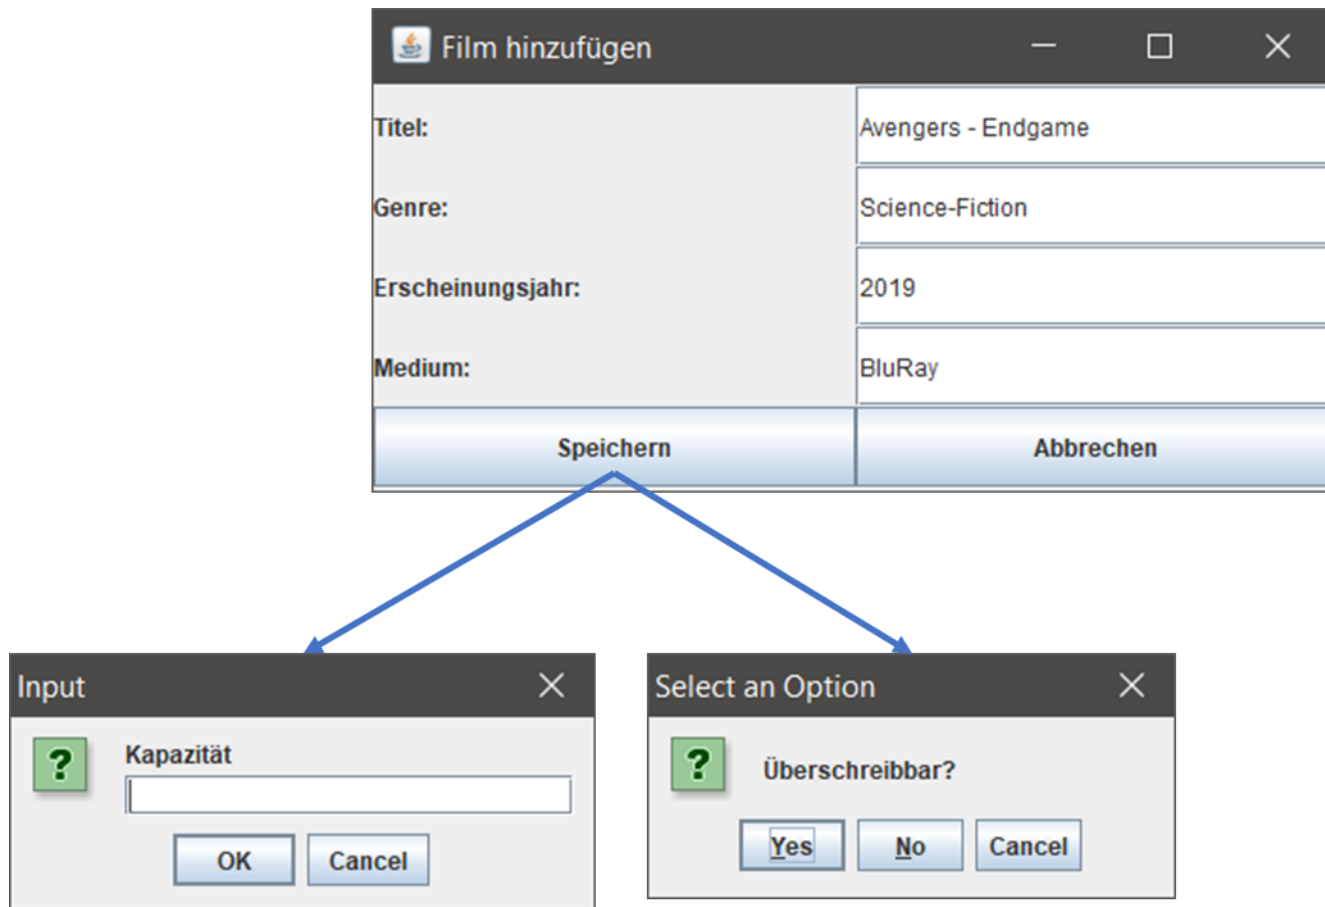 Film hinzufügen
Titel: Avengers - Endgame
Genre: Science-Fiction
Erscheinungsjahr: 2019
Medium: BluRay
Speichern Abbrechen
Input
Kapazität
OK Cancel
Select an Option
Überschreibbar?
Yes No Cancel